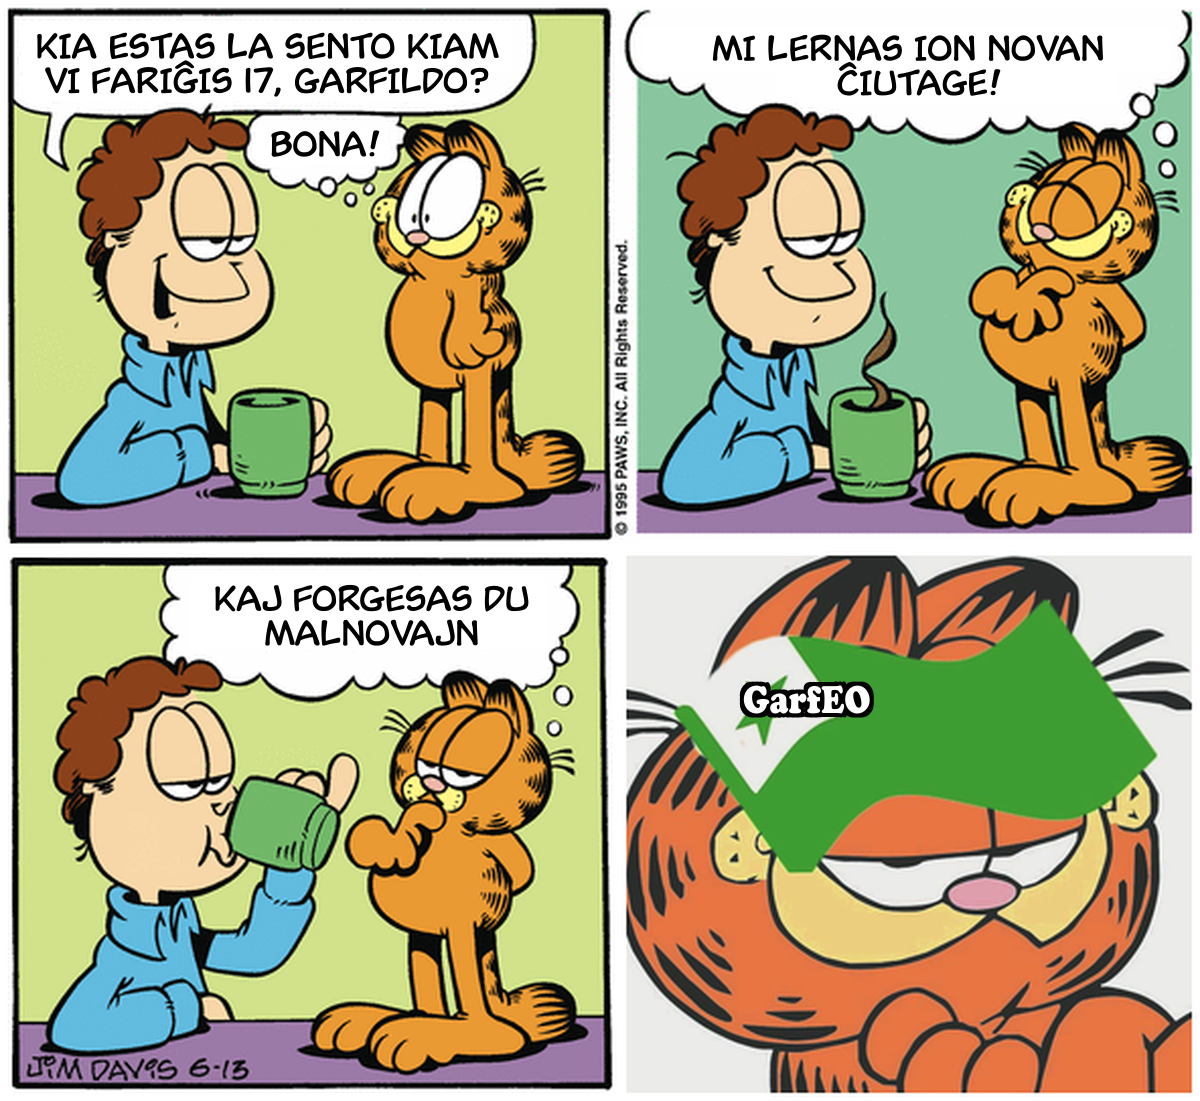 KIA ESTAS LA SENTO KIAM
VI FARIĜIS 17, GARFILDO?
BONA!
MI LERNAS ION NOVAN
ĈIUTAGE!
© 1995 PAWS, INC. All Rights Reserved.
KAJ FORGESAS DU
MALNOVAJN
JIM DAVIS 6-13
GarfEO